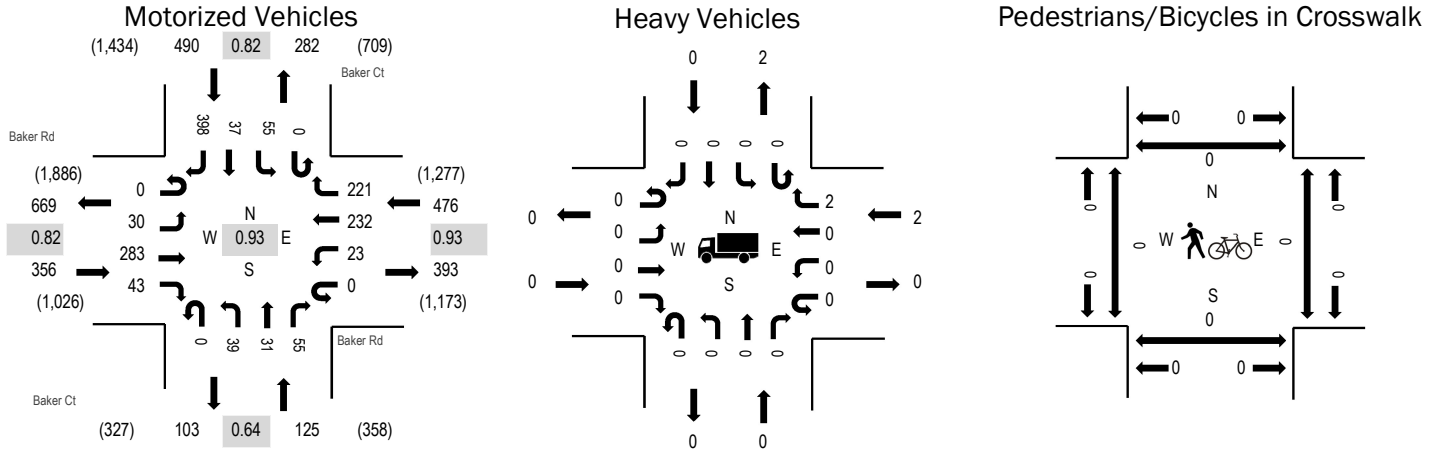 Motorized Vehicles
(1,434) 490 0.82 282 (709)
Baker Ct
Baker Rd
398 37 55 0
(1,886)
669
0.82
356
(1,026)
0
30
283
43
N
W 0.93 E
S
221
232
23
0
(1,277)
476
0.93
393
(1,173)
0 39 31 55
Baker Rd
Baker Ct
(327) 103 0.64 125 (358)
Heavy Vehicles
0 2
0 0 0 0
0
0
0
0
0
0
N
W E
S
2
0
0
0
2
0
0 0 0 0
0 0
Pedestrians/Bicycles in Crosswalk
0 0
0
N
0 0
0 W E 0
0 0
S
0
0 0